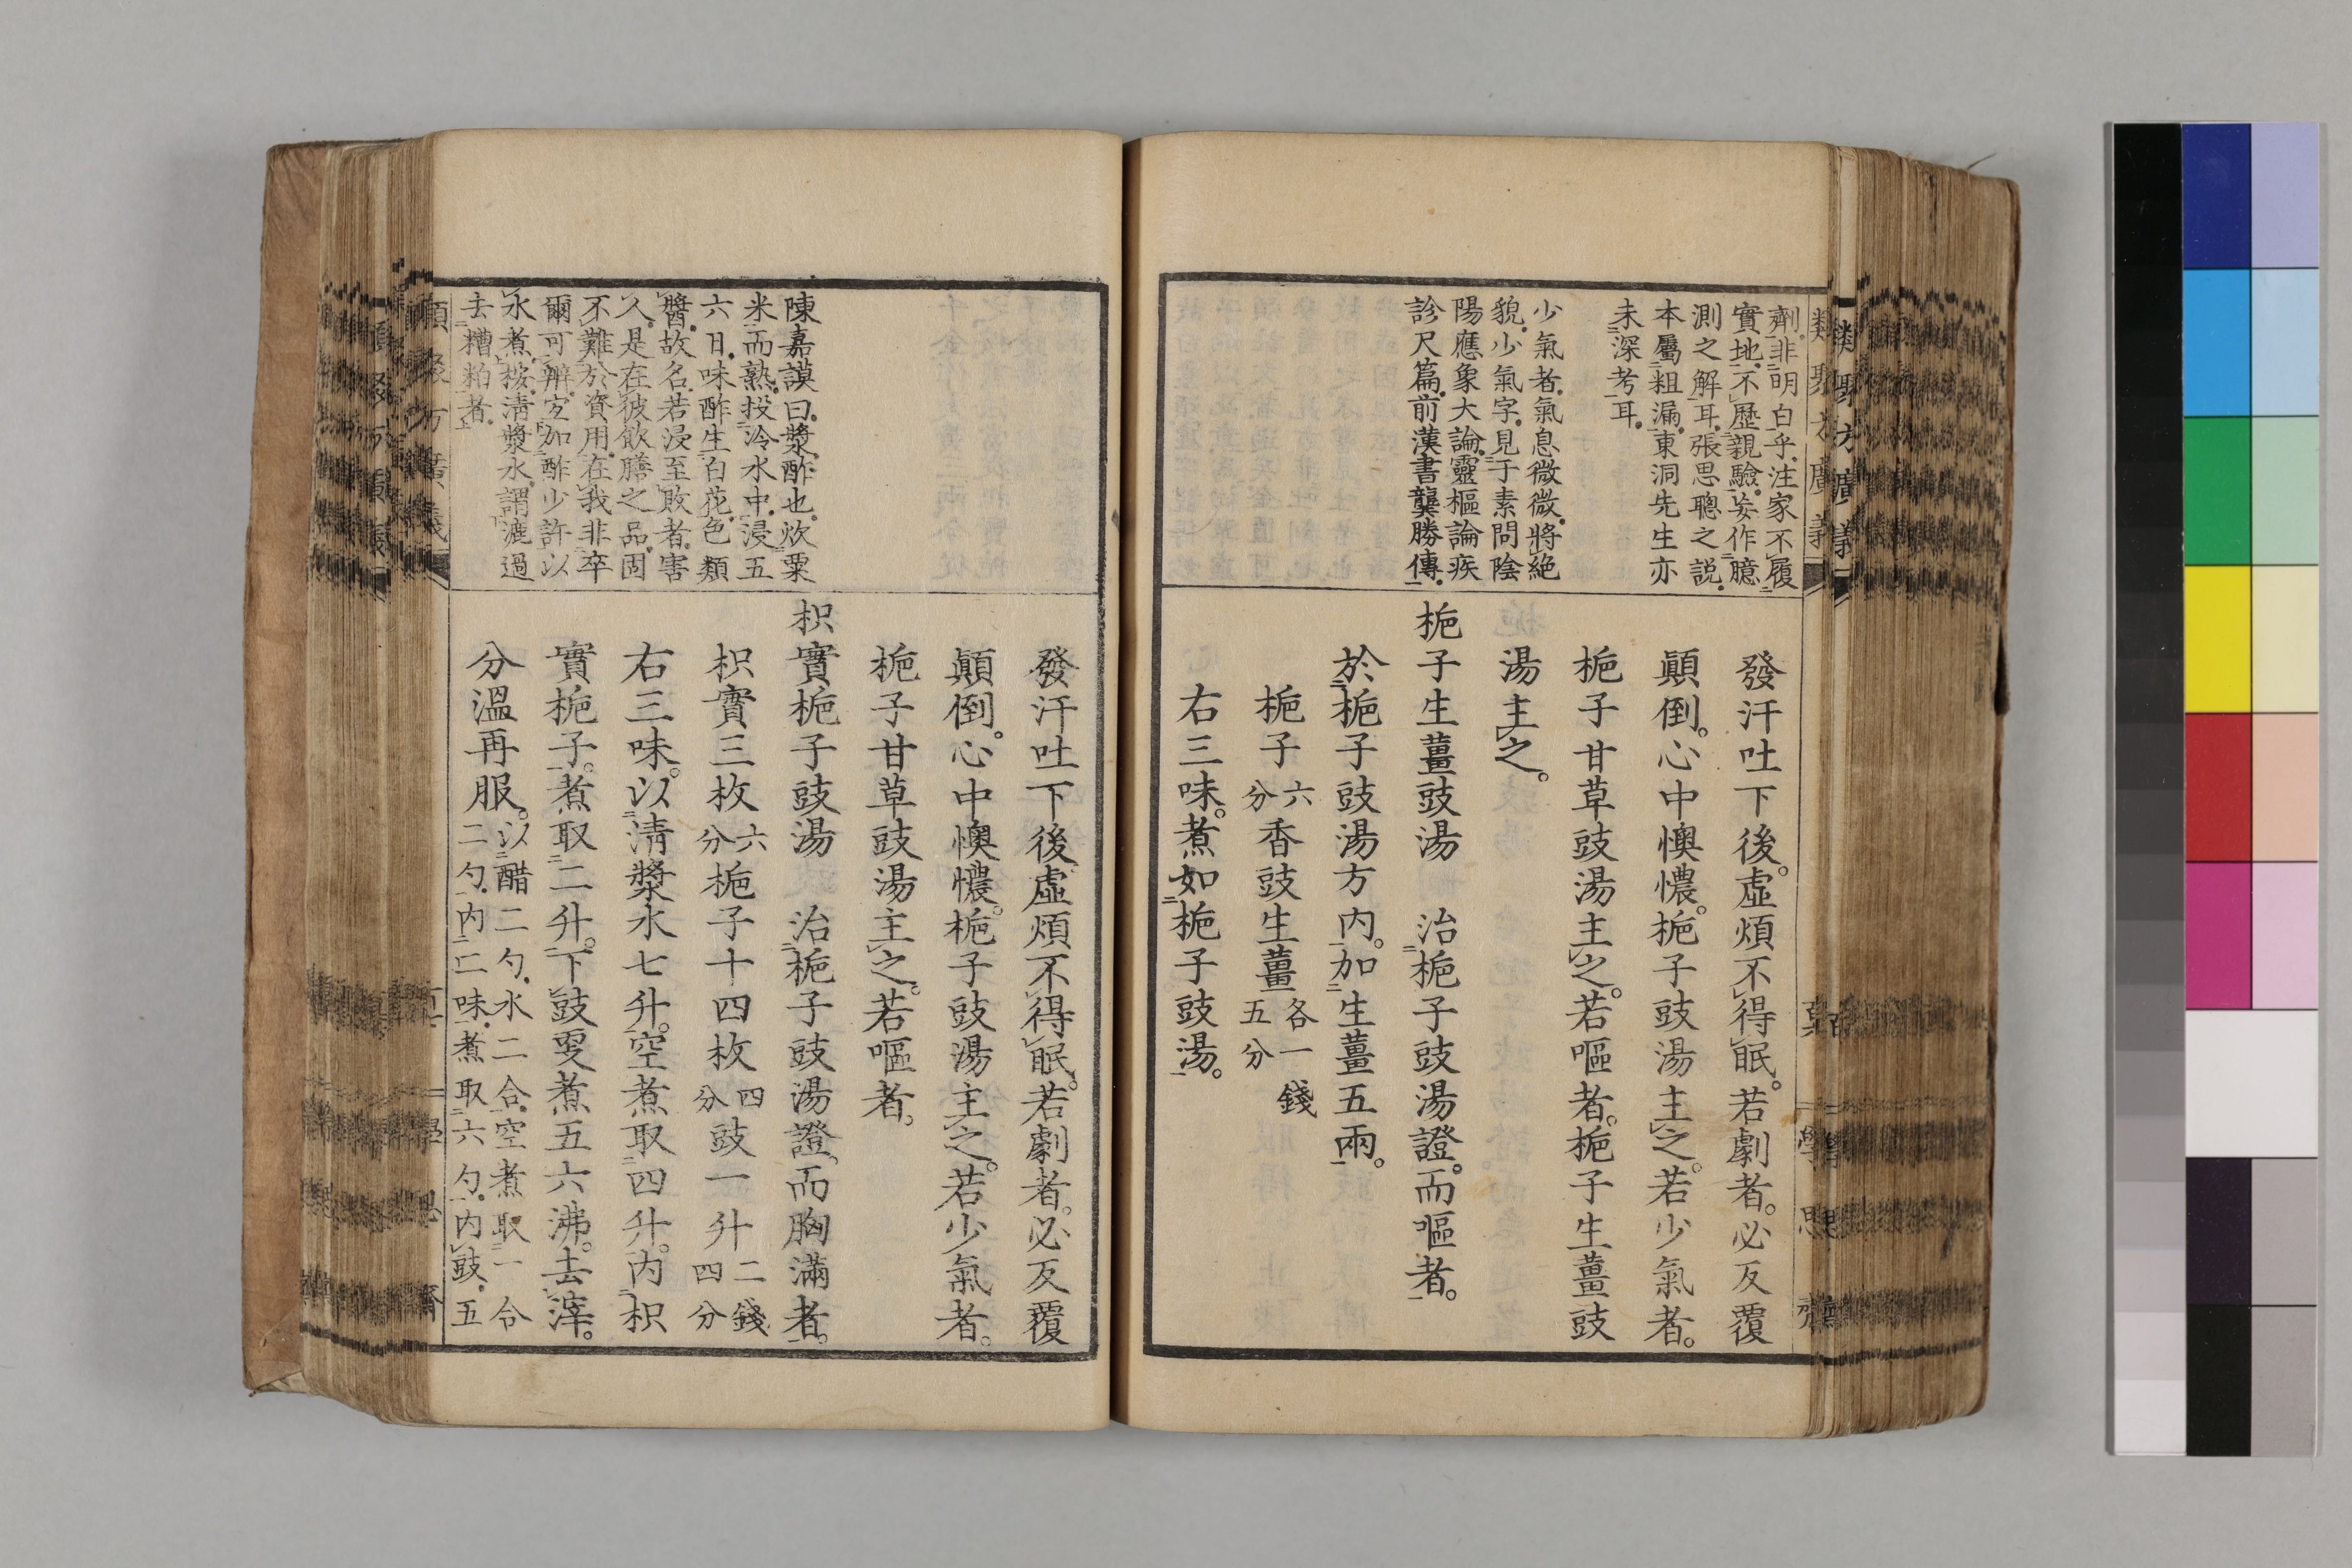 劑非明白乎注家不履
實地不歷親驗妄作臆
測之解耳張思聰之説
本屬粗漏東洞先生亦
未深考耳
少氣者氣息微微將絶
貌少氣字見于素問陰
陽應象大論靈樞論疾
診尺篇前漢書龔勝傳
發汗吐下後。虛煩不得眠。若劇者。必反覆
顛倒。心中懊憹。梔子豉湯主之。若少氣者。
梔子甘草豉湯主之。若嘔者。梔子生薑豉
湯主之。
梔子生薑豉湯 治梔子豉湯證。而嘔者。
於梔子豉湯方內。加生薑五兩。
梔子六分香豉生薑各一錢五分
右三味。煮如梔子豉湯。
陳嘉謨曰漿酢也炊粟
米而熟投冷水中浸五
六日味酢生白花色類
醬故名若浸至敗者害
人是在彼飲膳之品固
不難於資用在我非卒
爾可辨宜加酢少許以
水煮按清漿水謂漉過
去糟粕者
發汗吐下後虛煩不得眠。若劇者。必反覆
顛倒。心中懊憹。梔子豉湯主之。若少氣者。
梔子甘草豉湯主之。若嘔者。
枳實梔子豉湯 治梔子豉湯證。而胸滿者。
枳實三枚六分梔子十四枚四分豉一升二錢四分
右三味。以清漿水七升。空煮取四升。內枳
實梔子。煮取二升。下豉更煮五六沸。去滓。
分溫再服。以醋二勺水二合空煮取一合二勺內二味煮取六勺內豉五